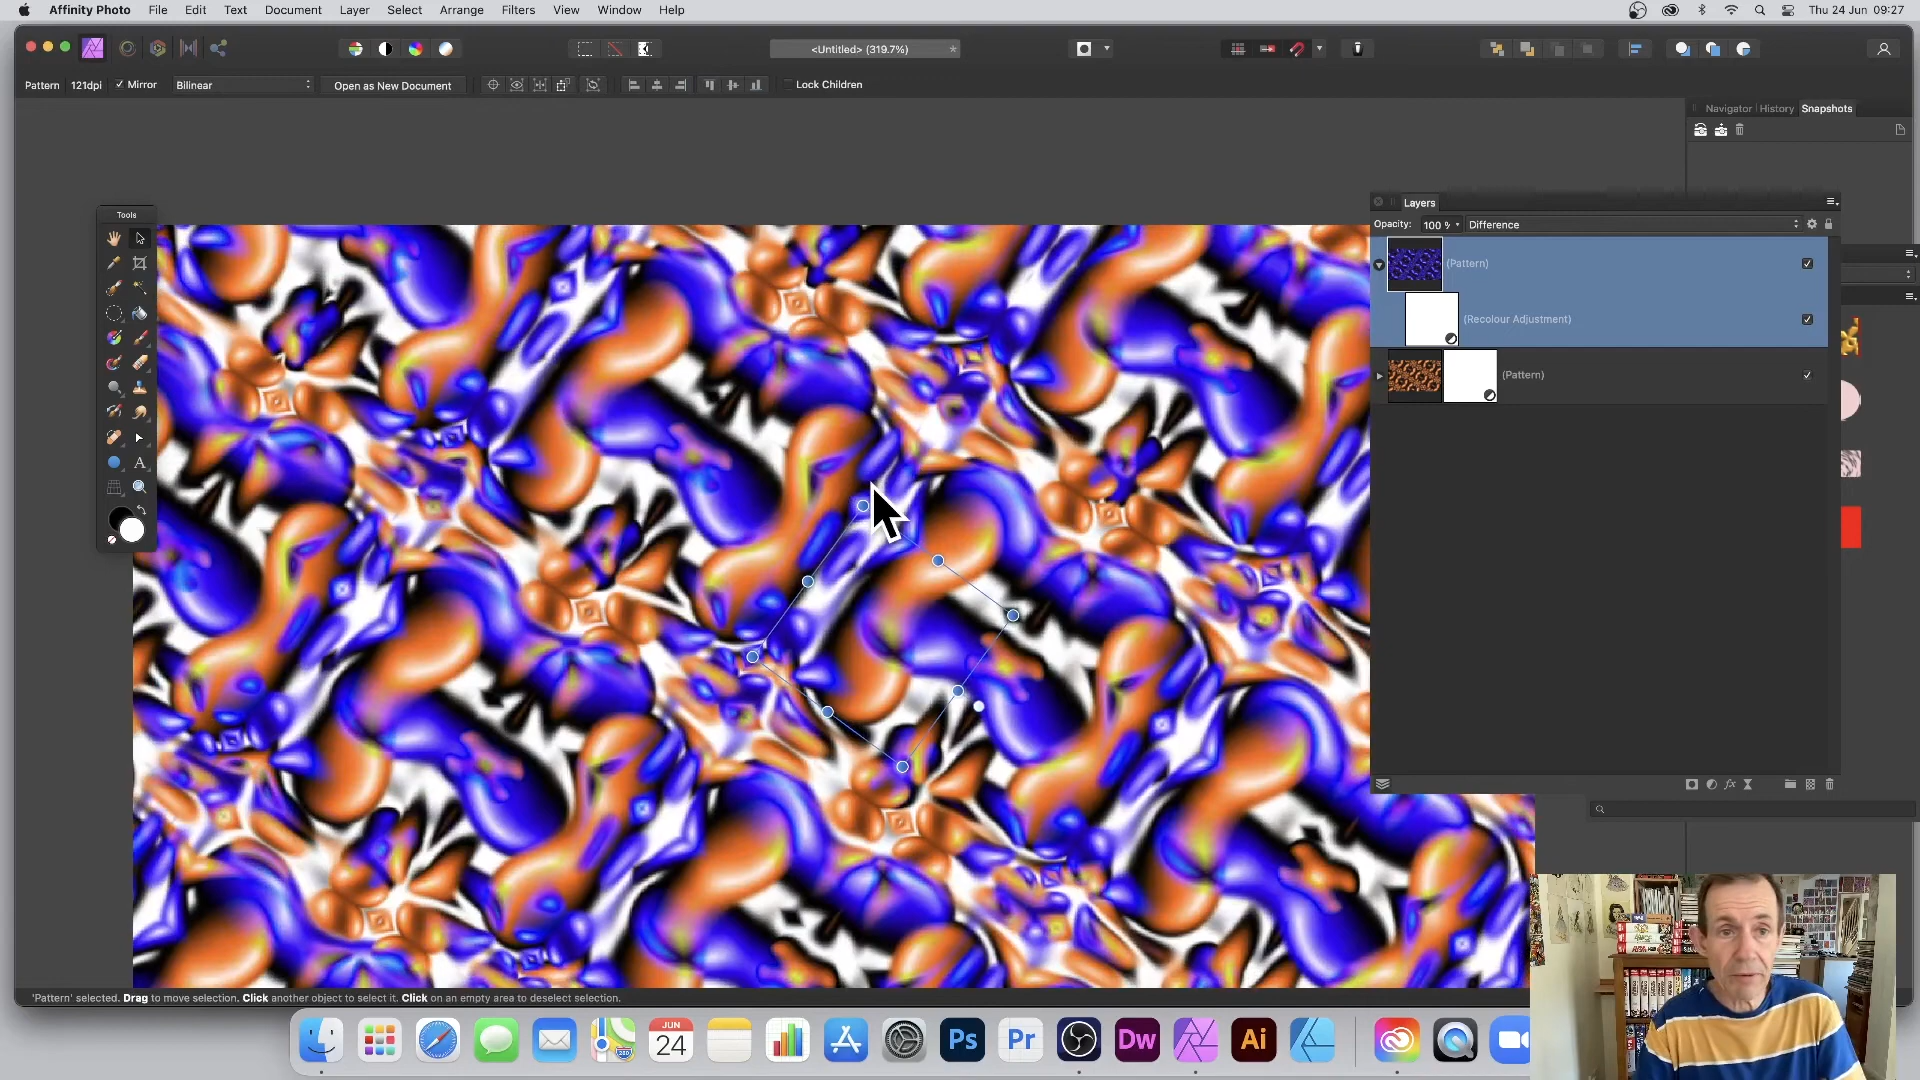 Affinity Photo File Edit Text Document Layer Select Arrange Filters View Window Help Thu 24 Jun 09:27
<Untitled> (319.7%) *
Pattern 121dpi Mirror Bilinear Open as New Document Lock Children
Navigator History Snapshots
Layers
Tools
Opacity: 100 % Difference
(Pattern)
(Recolour Adjustment)
(Pattern)
A
fx
'Pattern' selected. Drag to move selection. Click another object to select it. Click on an empty area to deselect selection.
JUN
24
Ps Pr Dw Ai